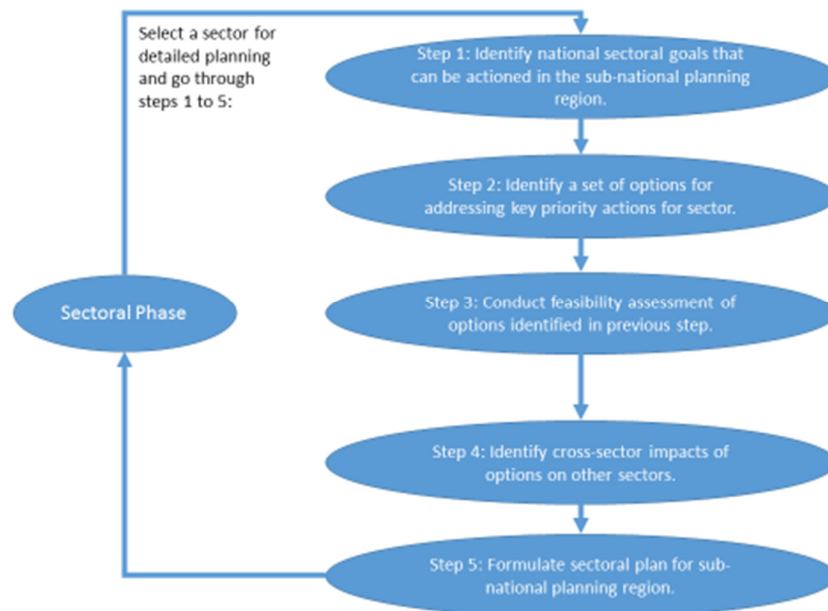 Select a sector for
detailed planning
and go through
steps 1 to 5:
Step 1: Identify national sectoral goals that
can be actioned in the sub-national planning
region.
Step 2: Identify a set of options for
addressing key priority actions for sector.
Sectoral Phase
Step 3: Conduct feasibility assessment of
options identified in previous step.
Step 4: Identify cross-sector impacts of
options on other sectors.
Step 5: Formulate sectoral plan for sub-
national planning region.